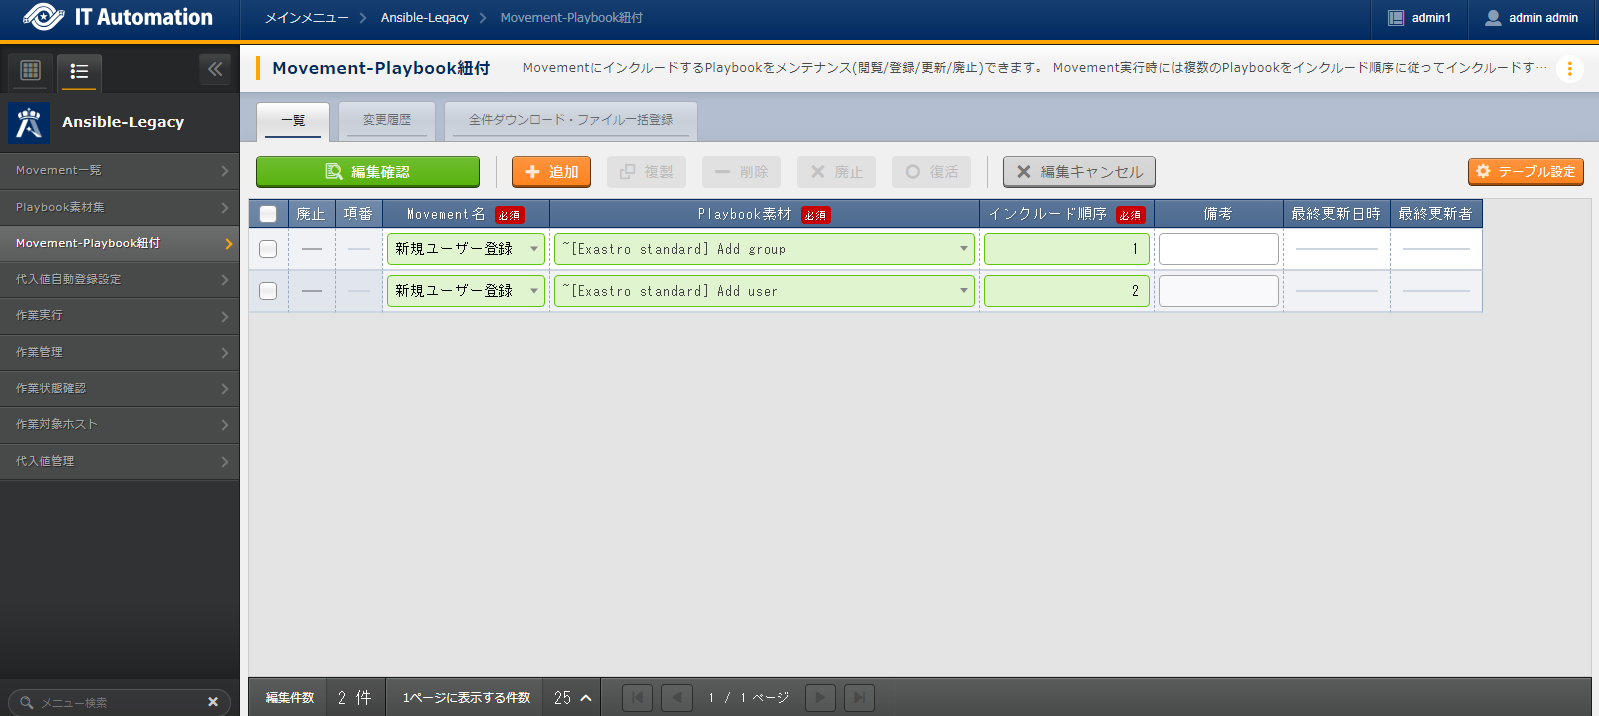 IT Automation
メインメニュー
Ansible-Legacy
Movement-Playbook紐付
admin1
admin admin
Movement-Playbook紐付
MovementにインクルードするPlaybookをメンテナンス(閲覧/登録/更新/廃止)できます。 Movement実行時には複数のPlaybookをインクルード順序に従ってインクルードす…
Ansible-Legacy
Movement一覧
Playbook素材集
Movement-Playbook紐付
代入値自動登録設定
作業実行
作業管理
作業状態確認
作業対象ホスト
代入値管理
メニュー検索
一覧
変更履歴
全件ダウンロード・ファイル一括登録
編集確認
追加
複製
削除
廃止
復活
編集キャンセル
テーブル設定
廃止
項番
Movement名 必須
Playbook素材 必須
インクルード順序 必須
備考
最終更新日時
最終更新者
新規ユーザー登録
~[Exastro standard] Add group
1
新規ユーザー登録
~[Exastro standard] Add user
2
編集件数
2 件
1ページに表示する件数
25
1 / 1 ページ